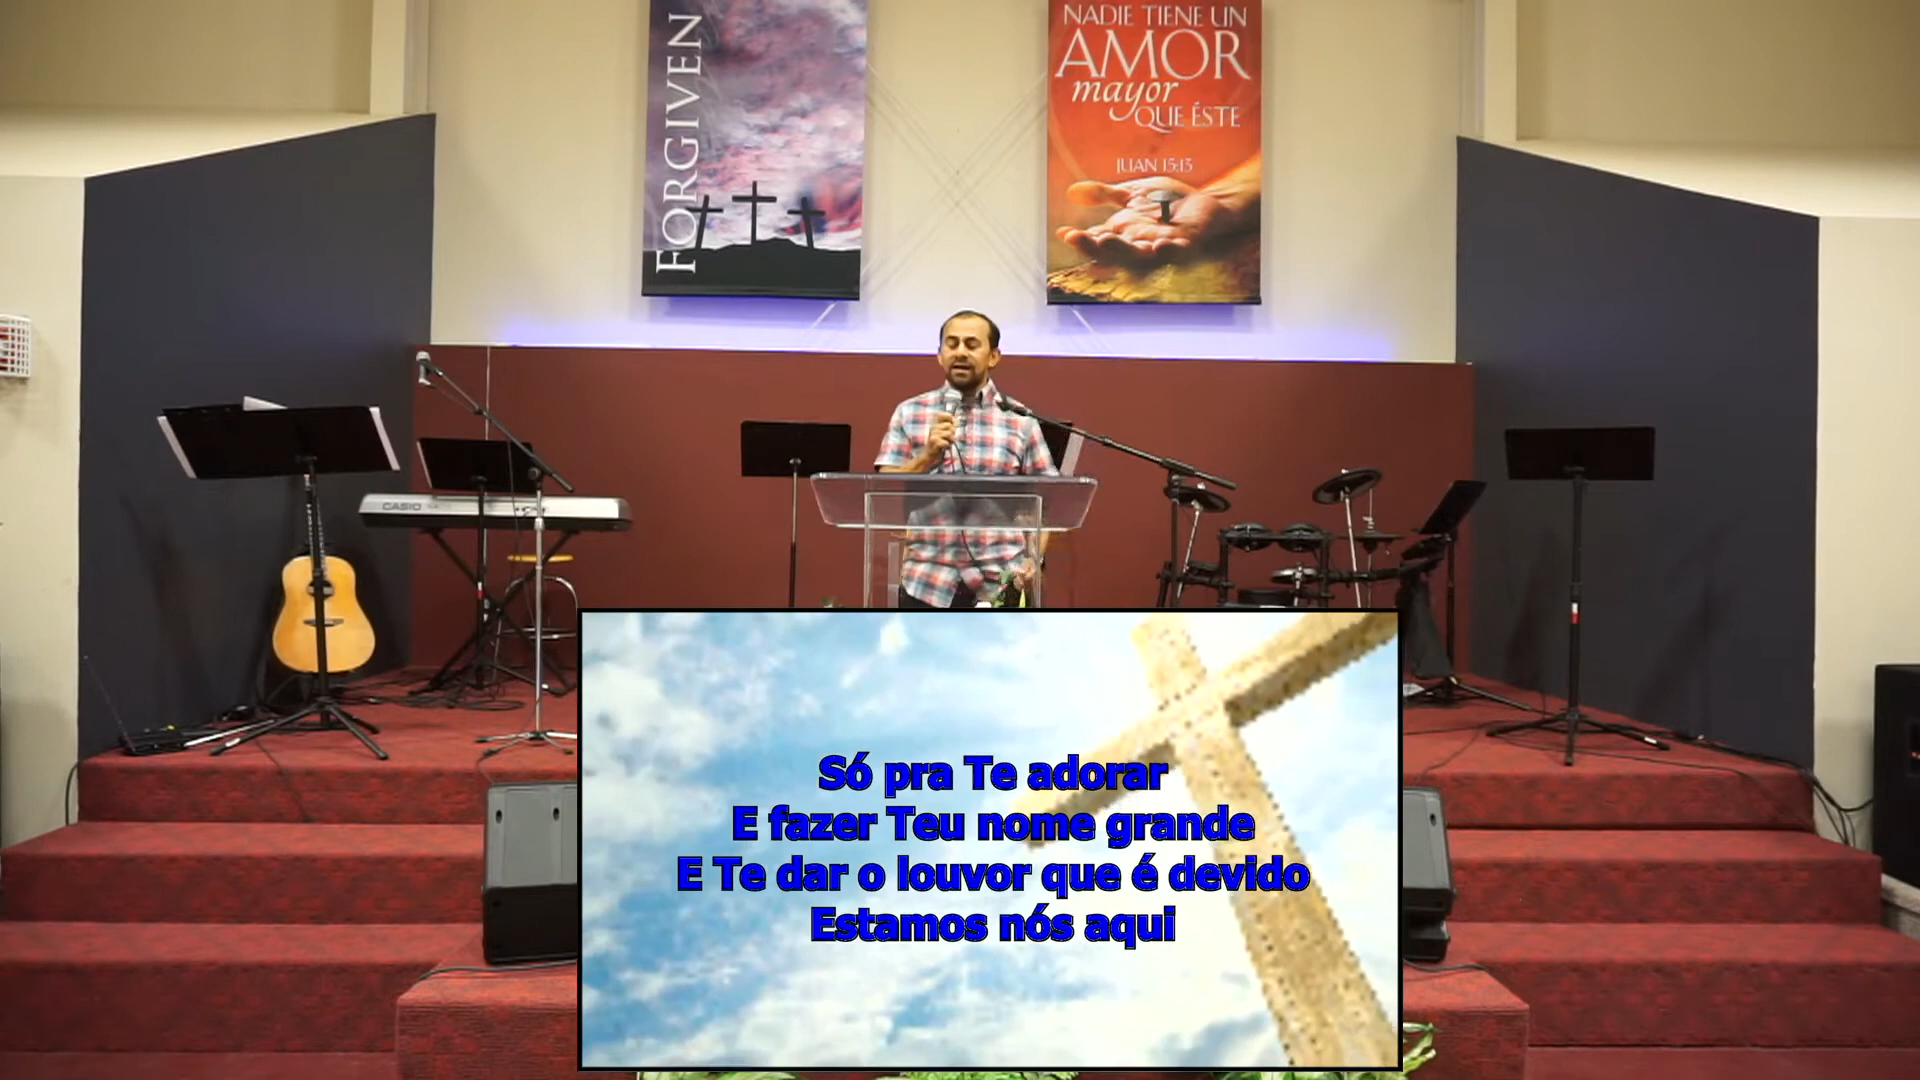 FORGIVEN
NADIE TIENE UN
AMOR
mayor
QUE ÉSTE
JUAN 15:13
CASIO
Só pra Te adorar
E fazer Teu nome grande
E Te dar o louvor que é devido
Estamos nós aqui